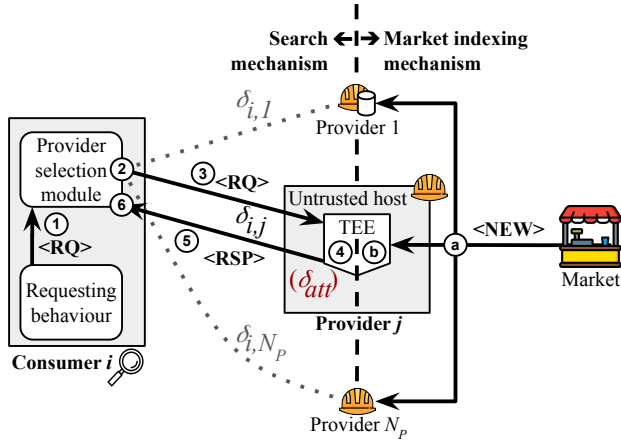 Search
mechanism
Market indexing
mechanism
δi,1
Provider 1
Provider
selection
module
2
6
3
<RQ>
Untrusted host
1
<RQ>
δi,j
5
<RSP>
TEE
4
b
a
<NEW>
Market
Requesting
behaviour
(δatt)
Provider j
Consumer i
δi,NP
Provider NP